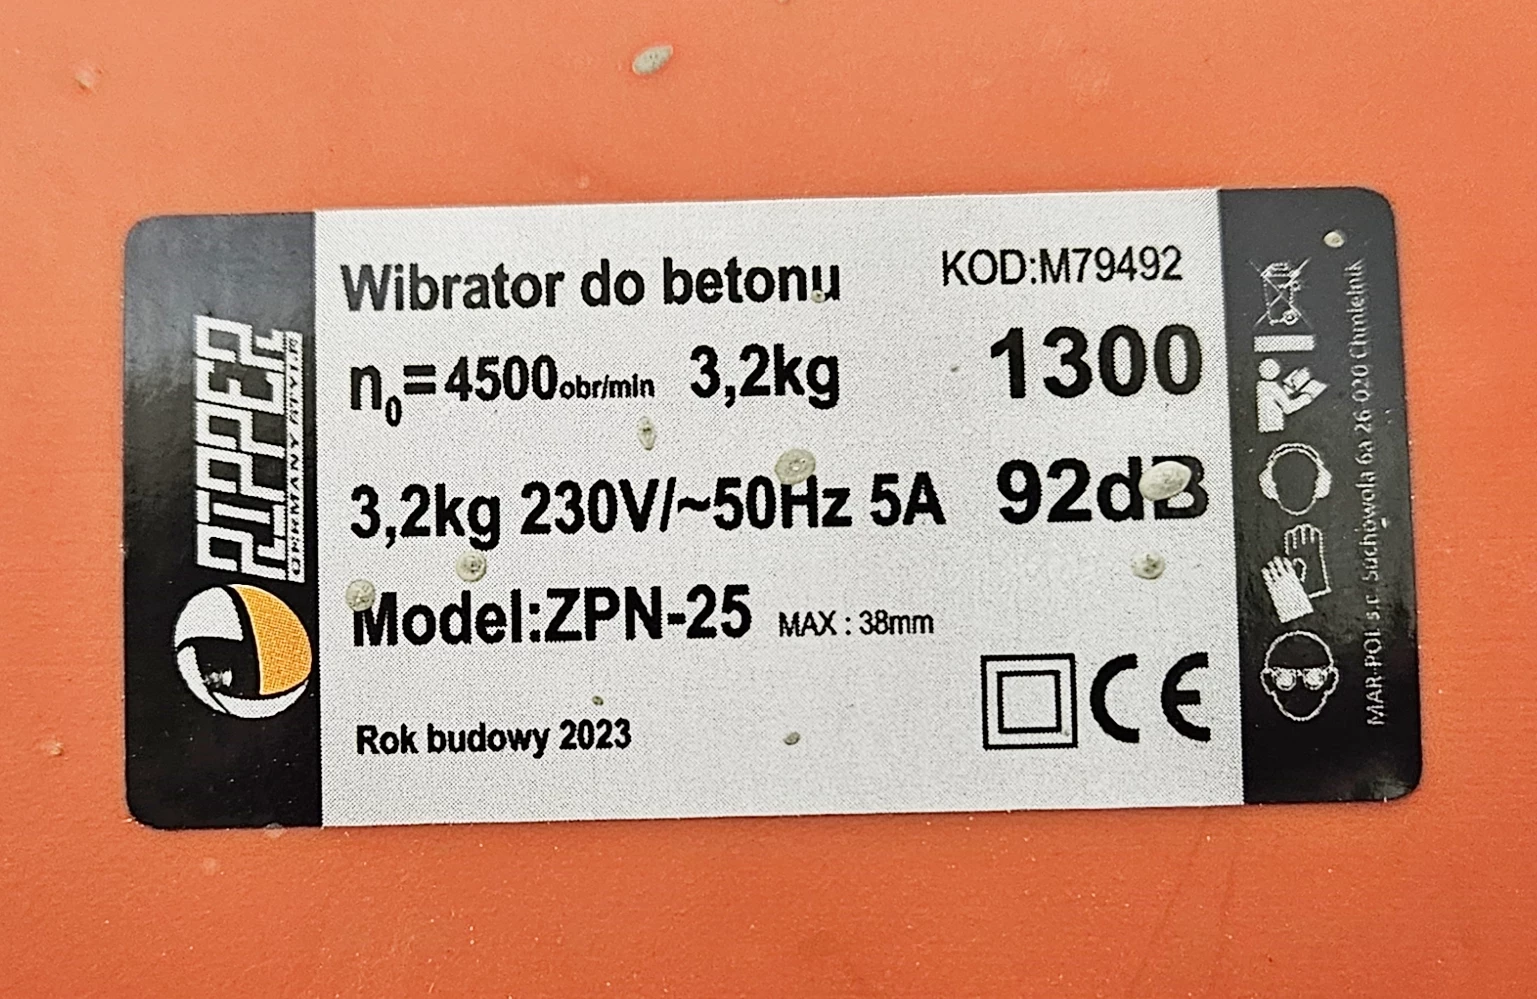 Wibrator do betonu KOD:M79492
n0=4500obr/min 3,2kg 1300
3,2kg 230V/~50Hz 5A 92dB
Model:ZPN-25 MAX : 38mm
Rok budowy 2023
CE
ZIPPER
GERMANY STYLE
MAR-POL s.c Suchowola 6a 26-020 Chmielnik